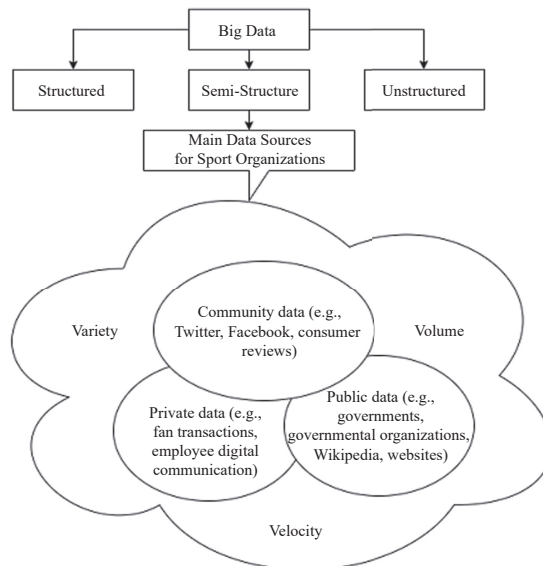 Big Data
Structured
Semi-Structure
Unstructured
Main Data Sources
for Sport Organizations
Community data (e.g.,
Twitter, Facebook, consumer
reviews)
Variety
Volume
Private data (e.g.,
fan transactions,
employee digital
communication)
Public data (e.g.,
governments,
governmental organizations,
Wikipedia, websites)
Velocity